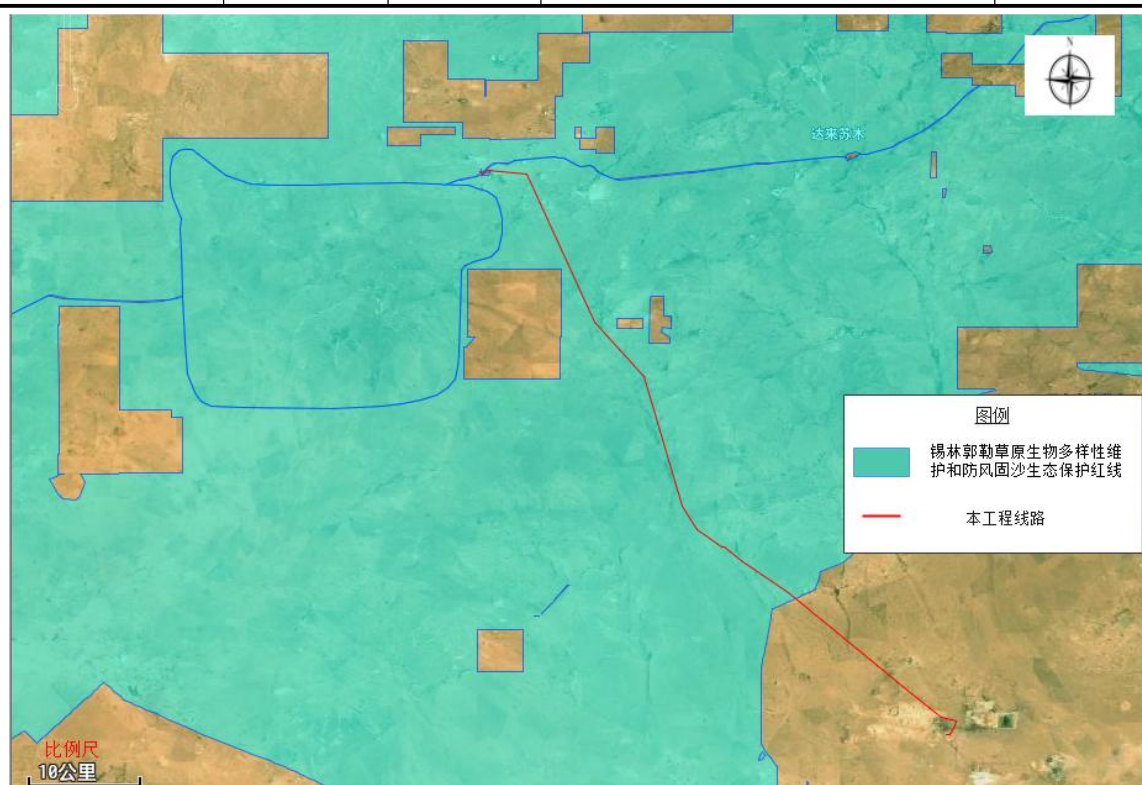 N
达来苏木
图例
锡林郭勒草原生物多样性维
护和防风固沙生态保护红线
本工程线路
比例尺
10公里